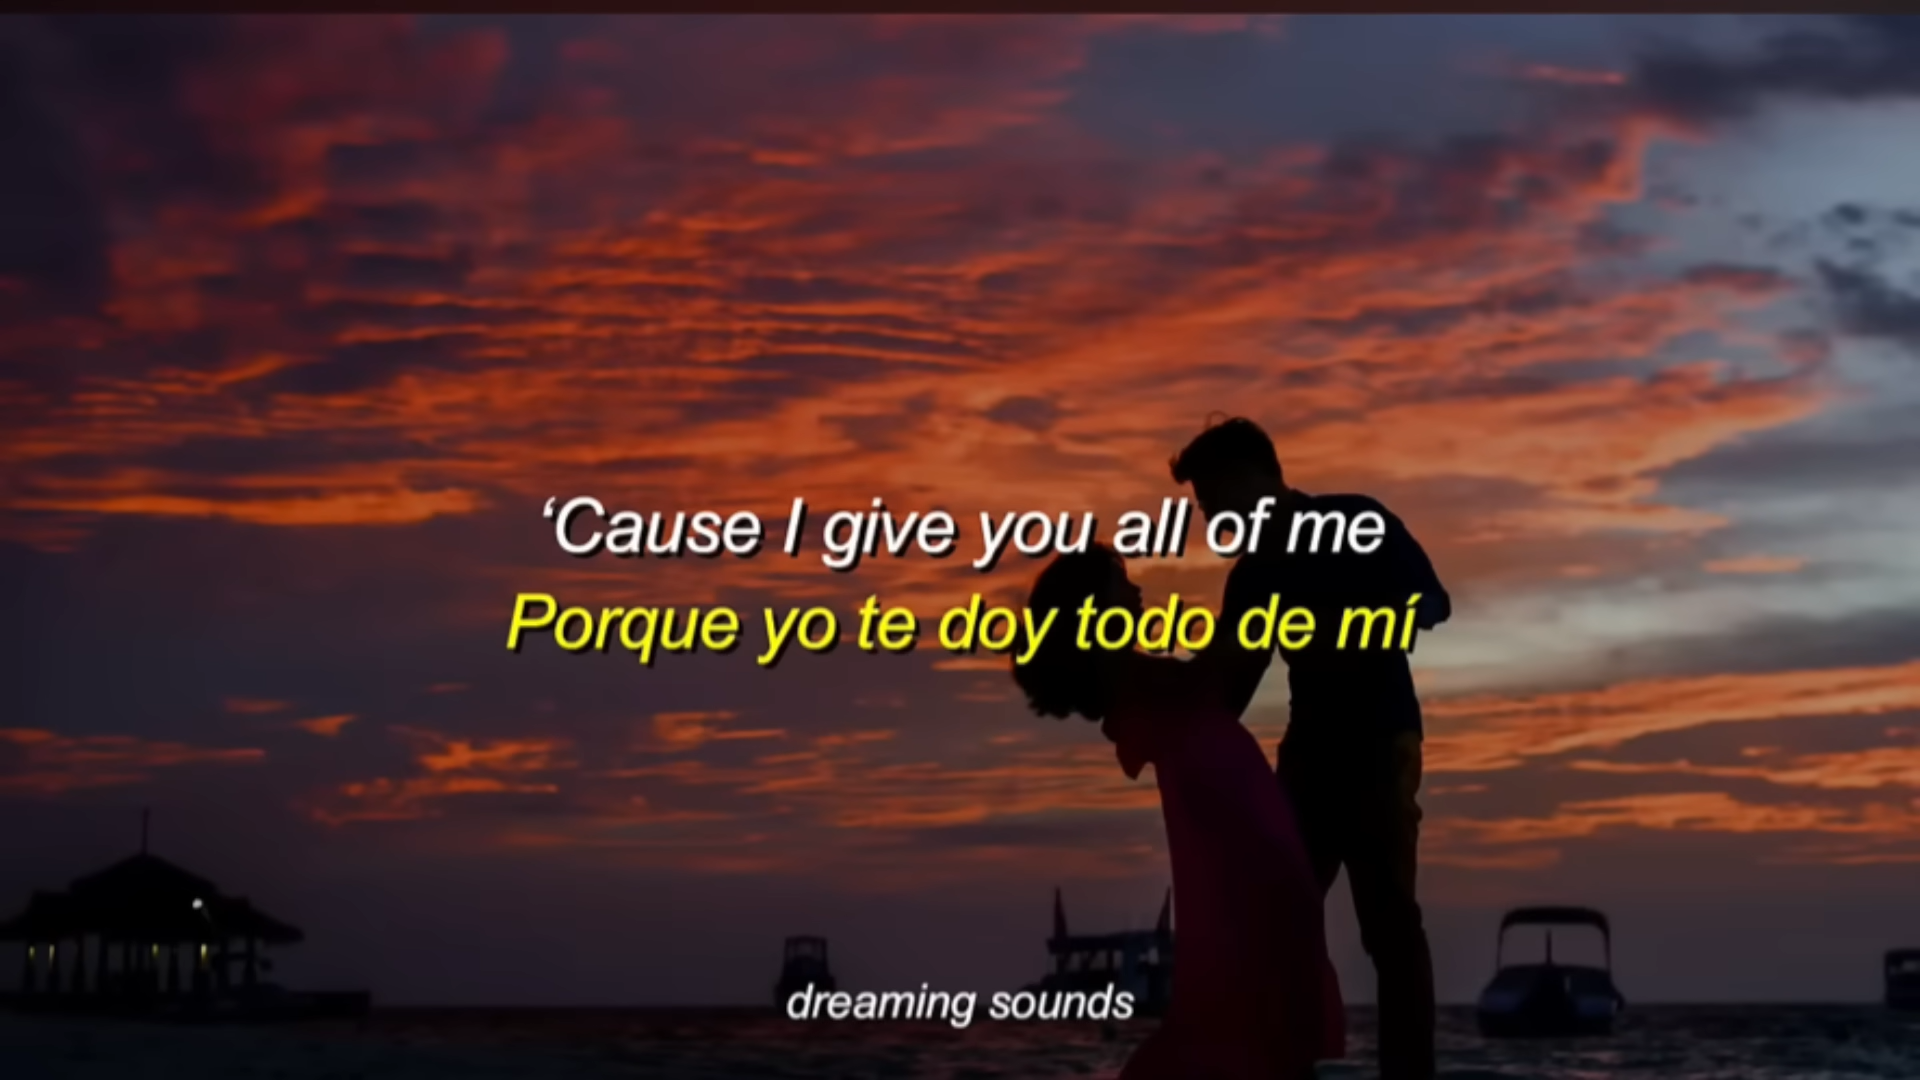 ‘Cause I give you all of me
Porque yo te doy todo de mí
dreaming sounds